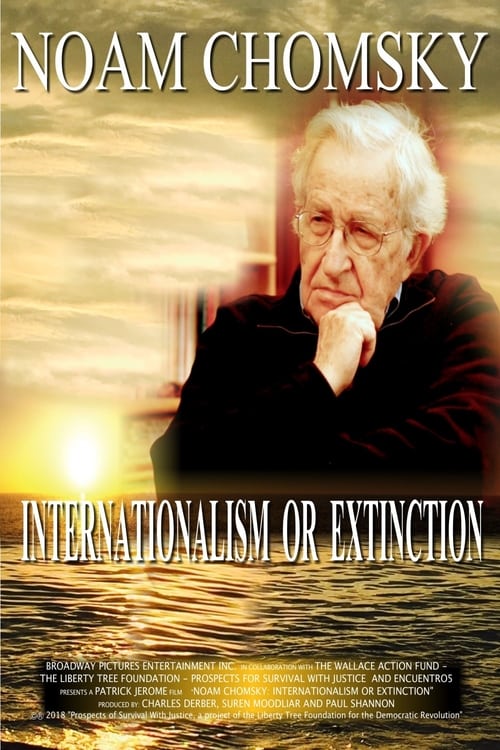 NOAM CHOMSKY
INTERNATIONALISM OR EXTINCTION
BROADWAY PICTURES ENTERTAINMENT INC. IN COLLABORATION WITH THE WALLACE ACTION FUND –
THE LIBERTY TREE FOUNDATION – PROSPECTS FOR SURVIVAL WITH JUSTICE AND ENCUENTRO5
PRESENTS A PATRICK JEROME FILM "NOAM CHOMSKY: INTERNATIONALISM OR EXTINCTION"
PRODUCED BY: CHARLES DERBER, SUREN MOODLIAR AND PAUL SHANNON
©® 2018 "Prospects of Survival With Justice, a project of the Liberty Tree Foundation for the Democratic Revolution"